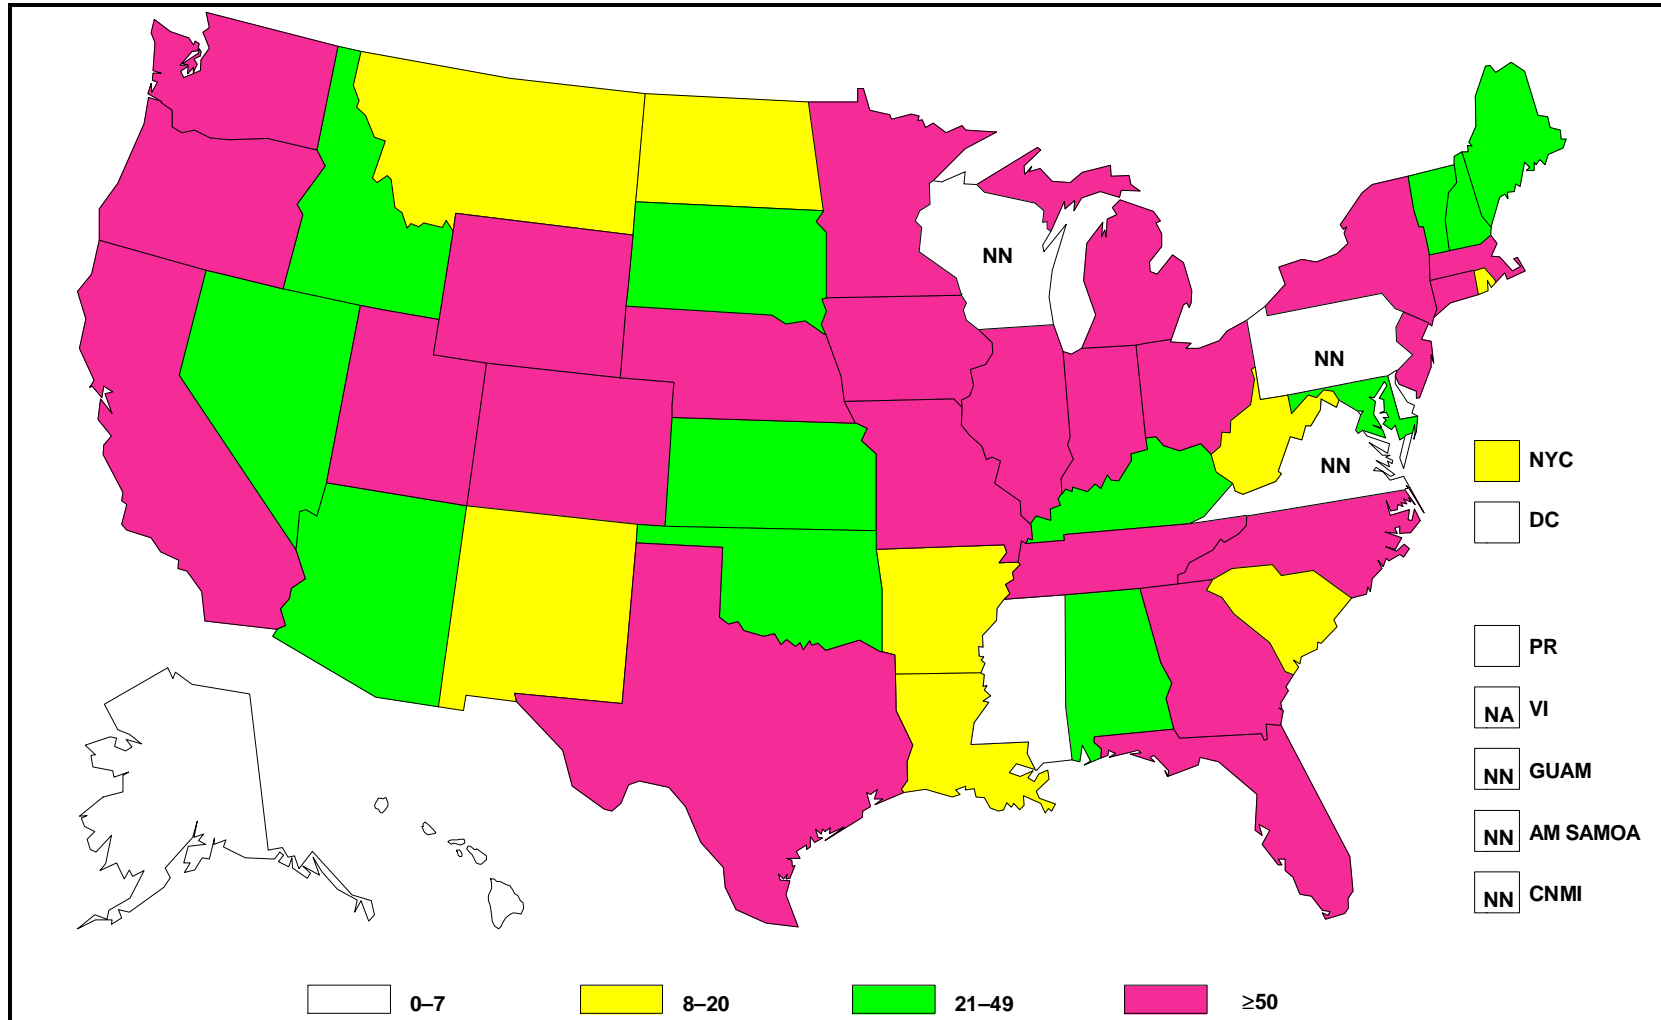 NN
NN
NN
NYC
DC
PR
NA VI
NN GUAM
NN AM SAMOA
NN CNMI
0–7 8–20 21–49 ≥50